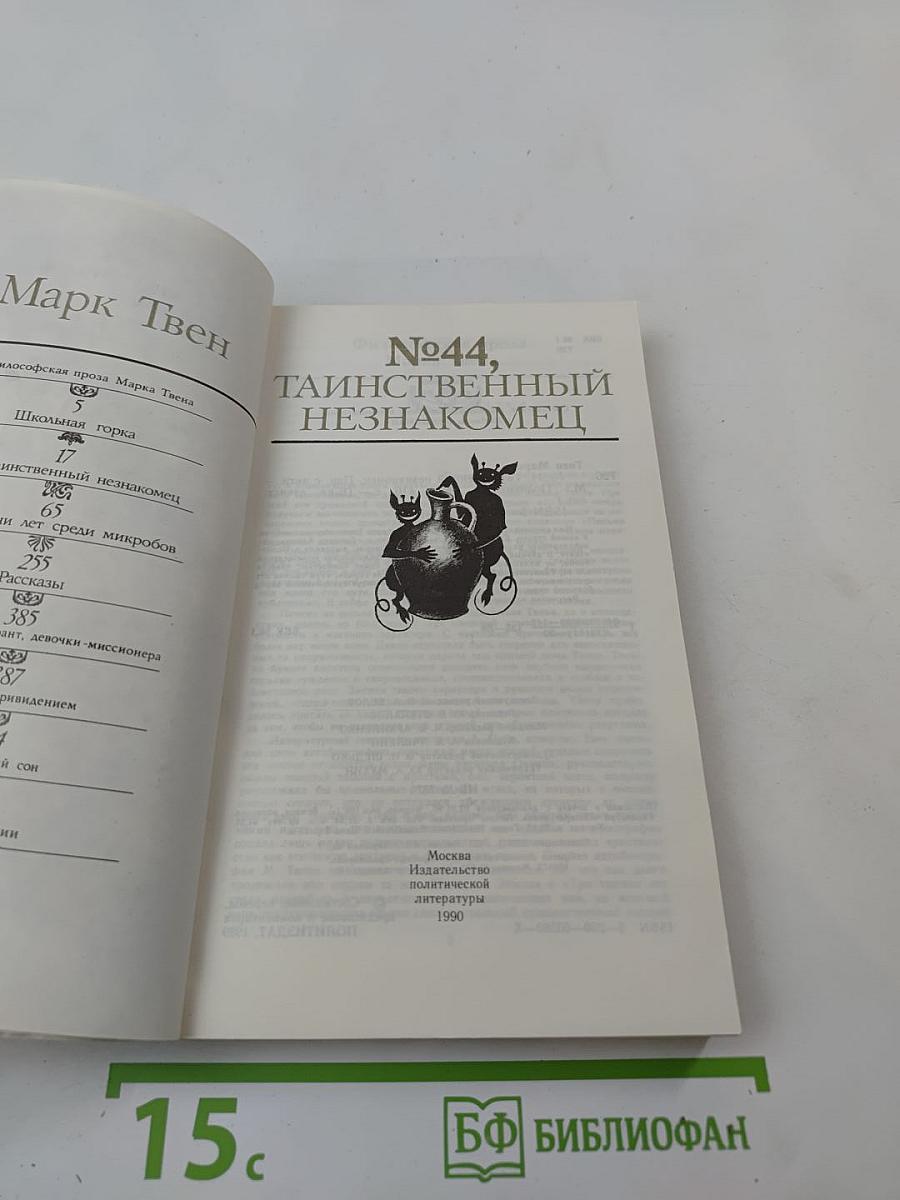 Марк Твен
илософская проза Марка Твена
5
Школьная горка
17
инственный незнакомец
65
и лет среди микробов
255
Рассказы
385
ант, девочки-миссионера
387
ривидением
й сон
ии
№44,
ТАИНСТВЕННЫЙ
НЕЗНАКОМЕЦ
Москва
Издательство
политической
литературы
1990
15с
БФ БИБЛИОФАН